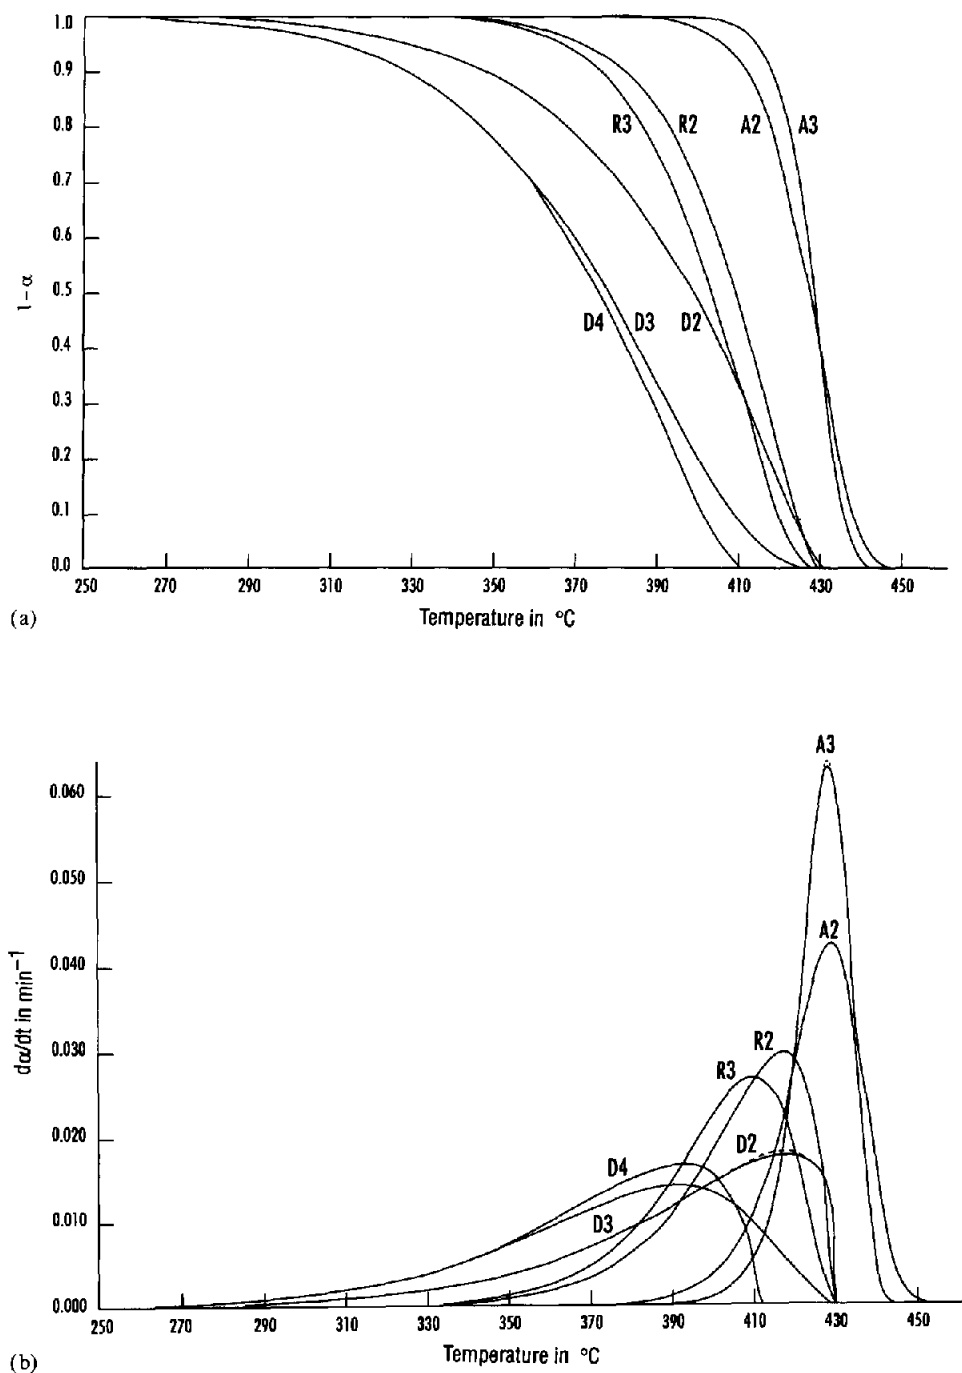 1.0
0.9
0.8
0.7
0.6
0.5
0.4
0.3
0.2
0.1
0.0
1 - α
R3 R2 A2 A3
D4 D3 D2
250 270 290 310 330 350 370 390 410 430 450
Temperature in °C
(a)
A3
0.060
0.050
0.040
0.030
0.020
0.010
0.000
dα/dt in min⁻¹
A2
R2
R3
D2
D4
D3
250 270 290 310 330 350 370 390 410 430 450
Temperature in °C
(b)